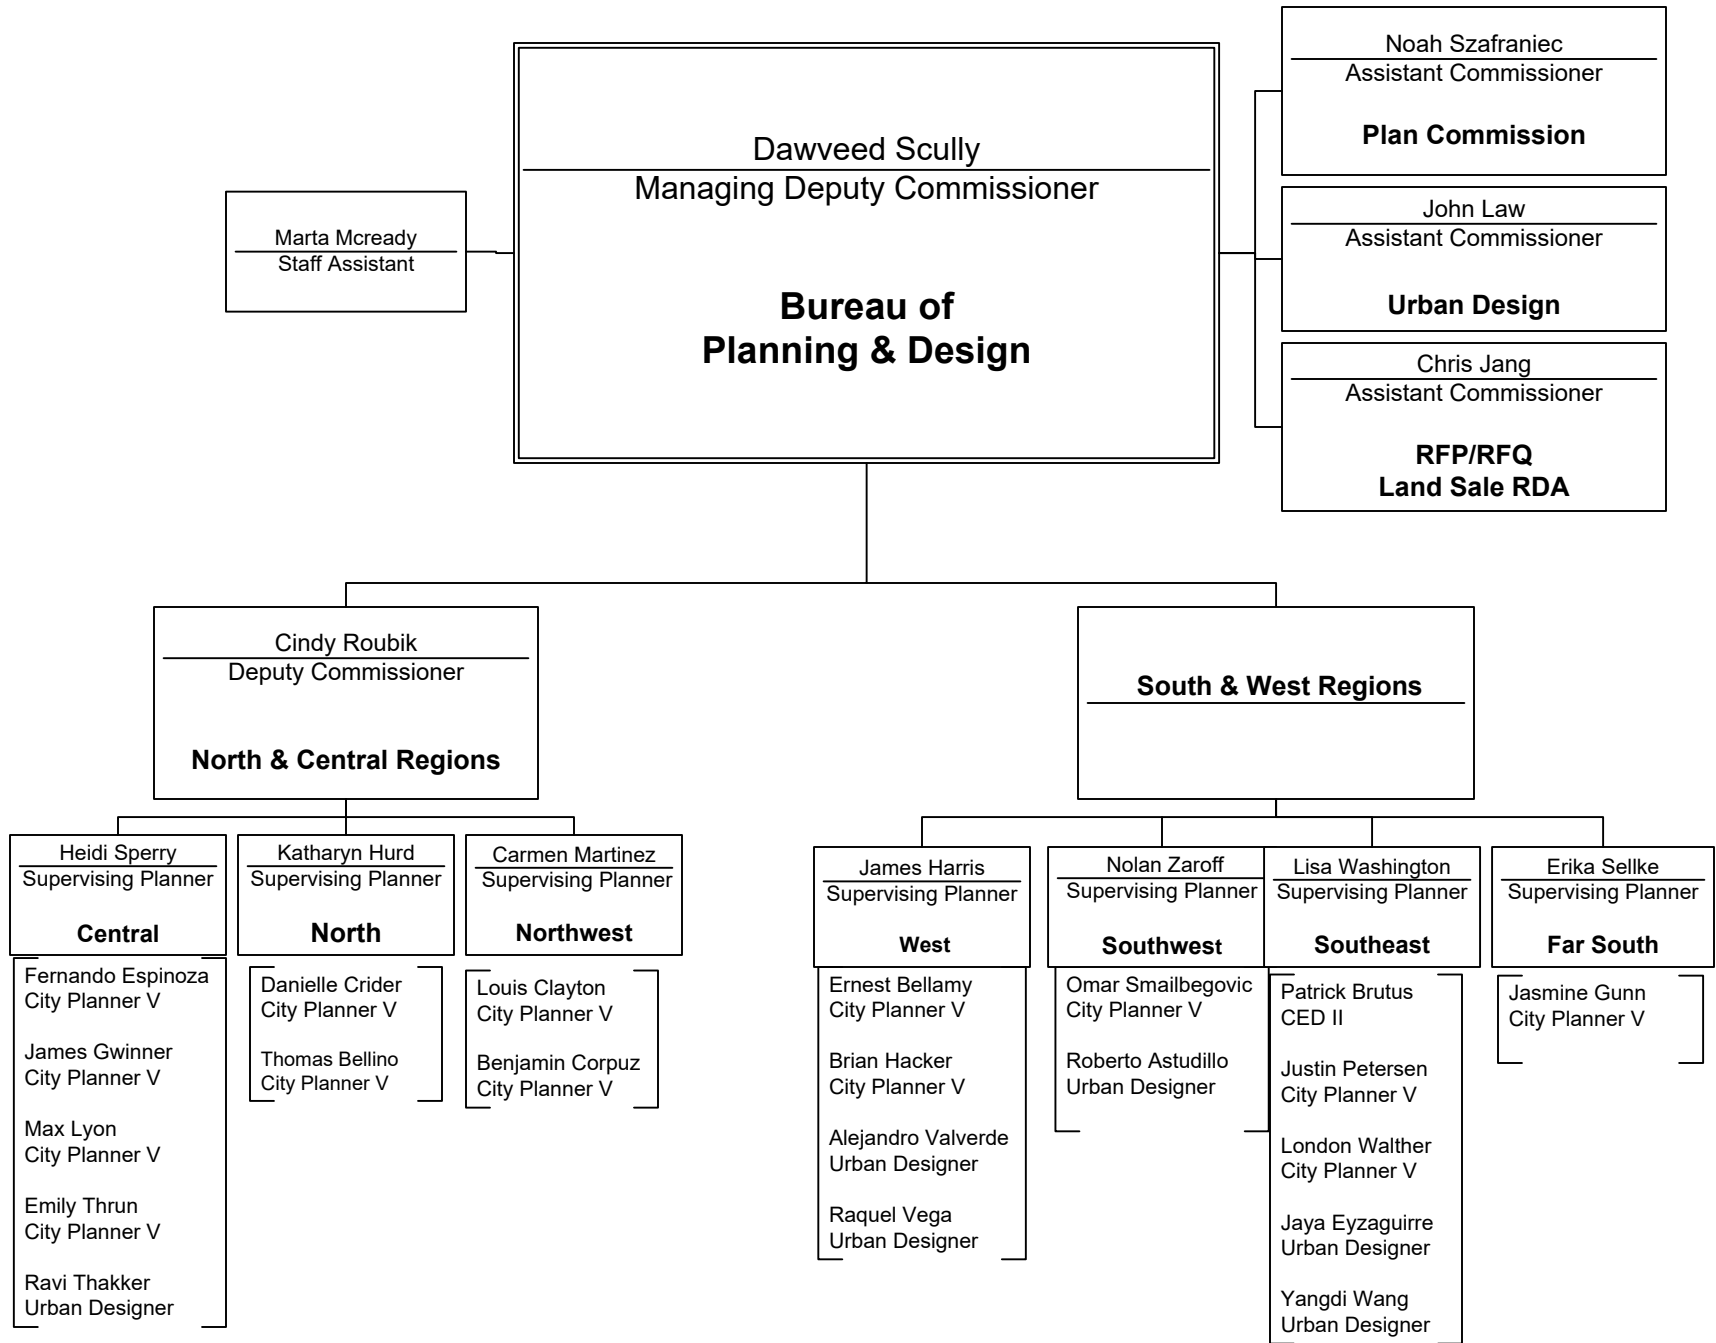 Noah Szafraniec
Assistant Commissioner
Plan Commission
Dawveed Scully
Managing Deputy Commissioner
Bureau of
Planning & Design
Marta Mcready
Staff Assistant
John Law
Assistant Commissioner
Urban Design
Chris Jang
Assistant Commissioner
RFP/RFQ
Land Sale RDA
Cindy Roubik
Deputy Commissioner
North & Central Regions
South & West Regions
Heidi Sperry
Supervising Planner
Central
Fernando Espinoza
City Planner V
James Gwinner
City Planner V
Max Lyon
City Planner V
Emily Thrun
City Planner V
Ravi Thakker
Urban Designer
Katharyn Hurd
Supervising Planner
North
Danielle Crider
City Planner V
Thomas Bellino
City Planner V
Carmen Martinez
Supervising Planner
Northwest
Louis Clayton
City Planner V
Benjamin Corpuz
City Planner V
James Harris
Supervising Planner
West
Ernest Bellamy
City Planner V
Brian Hacker
City Planner V
Alejandro Valverde
Urban Designer
Raquel Vega
Urban Designer
Nolan Zaroff
Supervising Planner
Southwest
Omar Smailbegovic
City Planner V
Roberto Astudillo
Urban Designer
Lisa Washington
Supervising Planner
Southeast
Patrick Brutus
CED II
Justin Petersen
City Planner V
London Walther
City Planner V
Jaya Eyzaguirre
Urban Designer
Yangdi Wang
Urban Designer
Erika Sellke
Supervising Planner
Far South
Jasmine Gunn
City Planner V